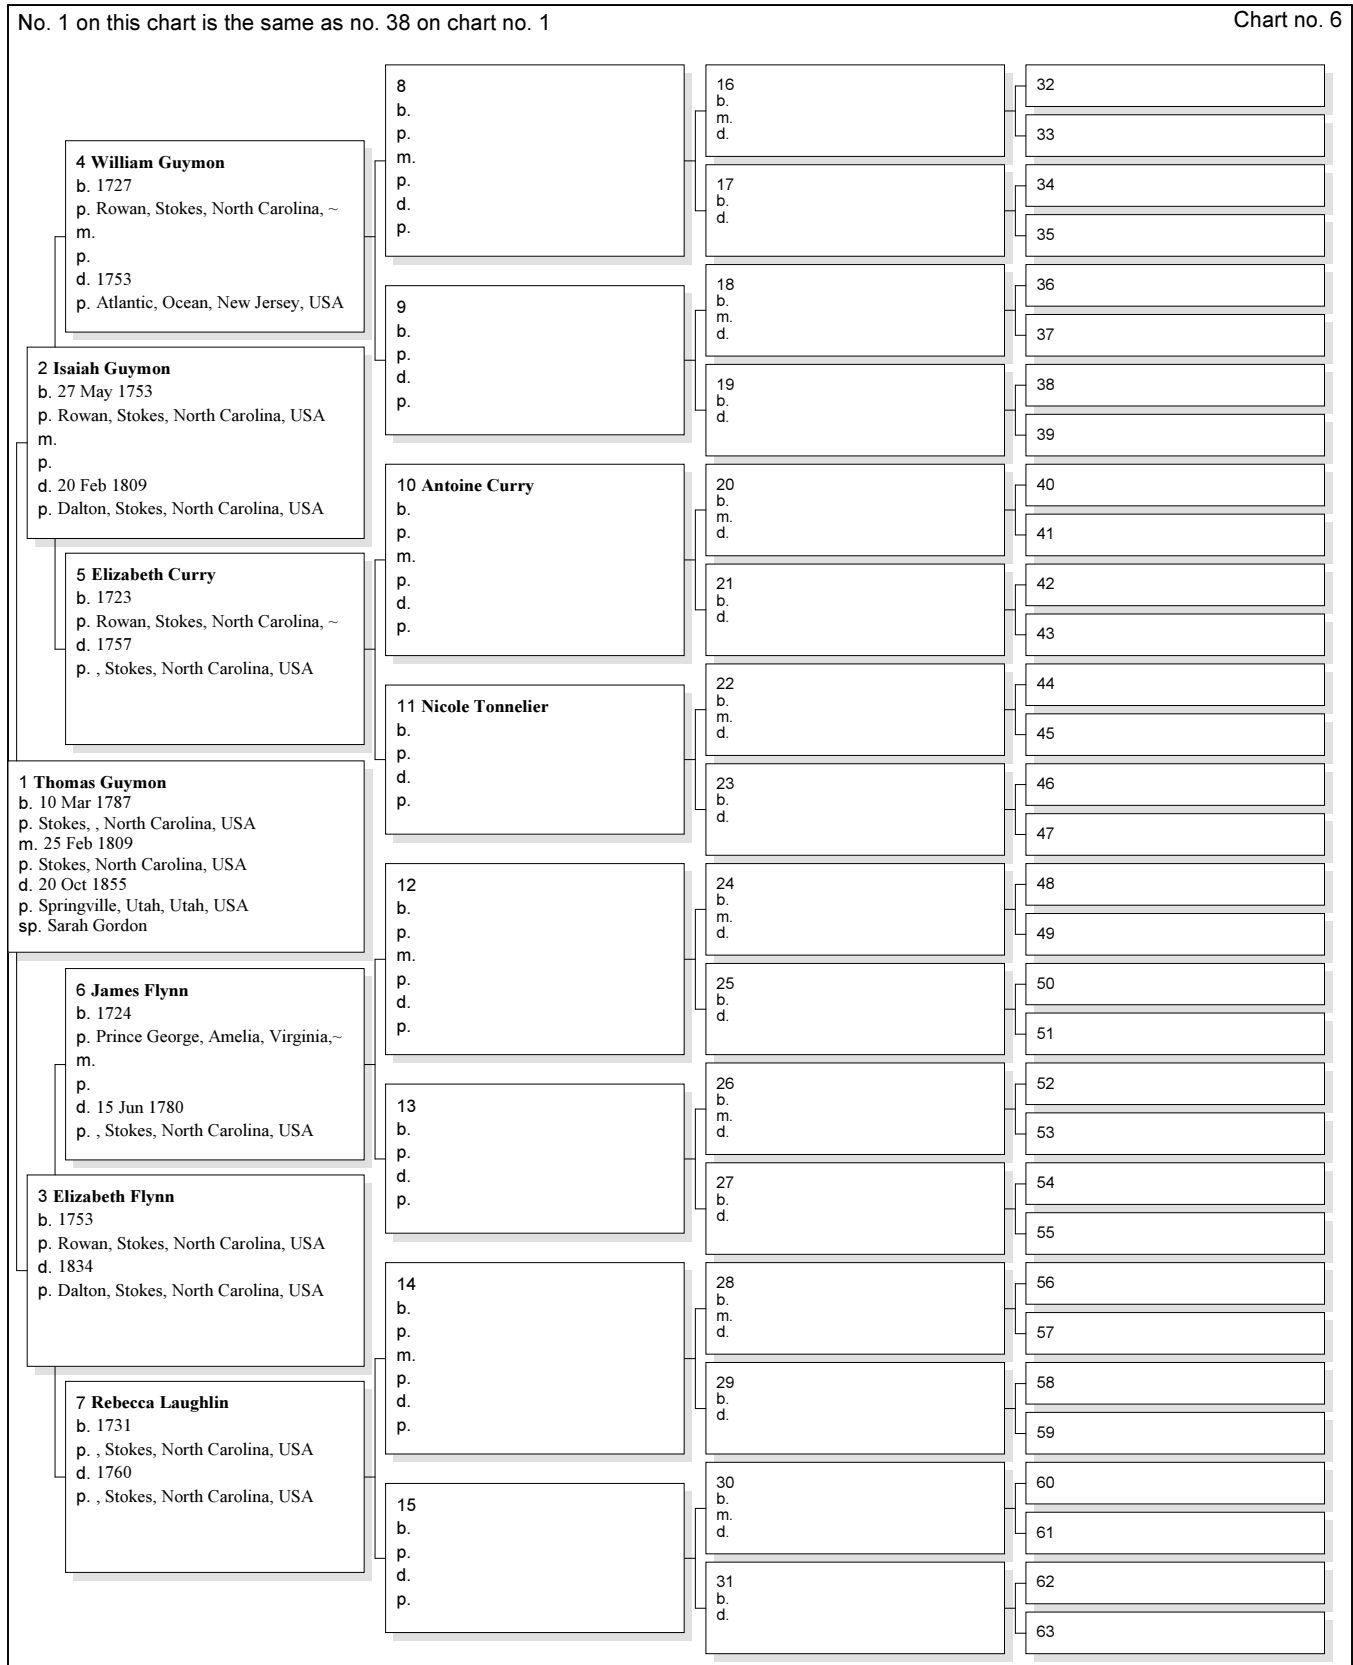 No. 1 on this chart is the same as no. 38 on chart no. 1
Chart no. 6
4 William Guymon
b. 1727
p. Rowan, Stokes, North Carolina, ~
m.
p.
d. 1753
p. Atlantic, Ocean, New Jersey, USA
2 Isaiah Guymon
b. 27 May 1753
p. Rowan, Stokes, North Carolina, USA
m.
p.
d. 20 Feb 1809
p. Dalton, Stokes, North Carolina, USA
5 Elizabeth Curry
b. 1723
p. Rowan, Stokes, North Carolina, ~
d. 1757
p. , Stokes, North Carolina, USA
1 Thomas Guymon
b. 10 Mar 1787
p. Stokes, , North Carolina, USA
m. 25 Feb 1809
p. Stokes, North Carolina, USA
d. 20 Oct 1855
p. Springville, Utah, Utah, USA
sp. Sarah Gordon
6 James Flynn
b. 1724
p. Prince George, Amelia, Virginia,~
m.
p.
d. 15 Jun 1780
p. , Stokes, North Carolina, USA
3 Elizabeth Flynn
b. 1753
p. Rowan, Stokes, North Carolina, USA
d. 1834
p. Dalton, Stokes, North Carolina, USA
7 Rebecca Laughlin
b. 1731
p. , Stokes, North Carolina, USA
d. 1760
p. , Stokes, North Carolina, USA
8
b.
p.
m.
p.
d.
p.
9
b.
p.
d.
p.
10 Antoine Curry
b.
p.
m.
p.
d.
p.
11 Nicole Tonnelier
b.
p.
d.
p.
12
b.
p.
m.
p.
d.
p.
13
b.
p.
d.
p.
14
b.
p.
m.
p.
d.
p.
15
b.
p.
d.
p.
16
b.
m.
d.
17
b.
d.
18
b.
m.
d.
19
b.
d.
20
b.
m.
d.
21
b.
d.
22
b.
m.
d.
23
b.
d.
24
b.
m.
d.
25
b.
d.
26
b.
m.
d.
27
b.
d.
28
b.
m.
d.
29
b.
d.
30
b.
m.
d.
31
b.
d.
32
33
34
35
36
37
38
39
40
41
42
43
44
45
46
47
48
49
50
51
52
53
54
55
56
57
58
59
60
61
62
63